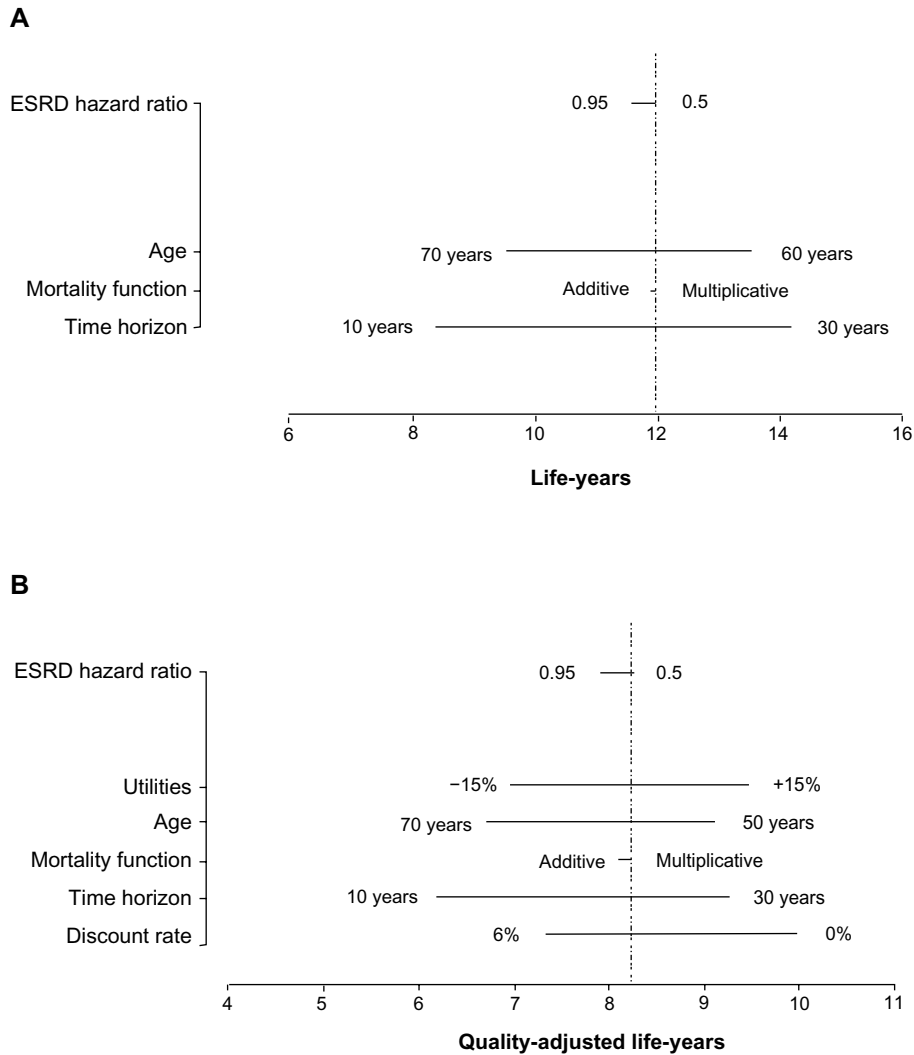 A
ESRD hazard ratio 0.95 0.5
Age 70 years 60 years
Mortality function Additive Multiplicative
Time horizon 10 years 30 years
6 8 10 12 14 16
Life-years
B
ESRD hazard ratio 0.95 0.5
Utilities −15% +15%
Age 70 years 50 years
Mortality function Additive Multiplicative
Time horizon 10 years 30 years
Discount rate 6% 0%
4 5 6 7 8 9 10 11
Quality-adjusted life-years